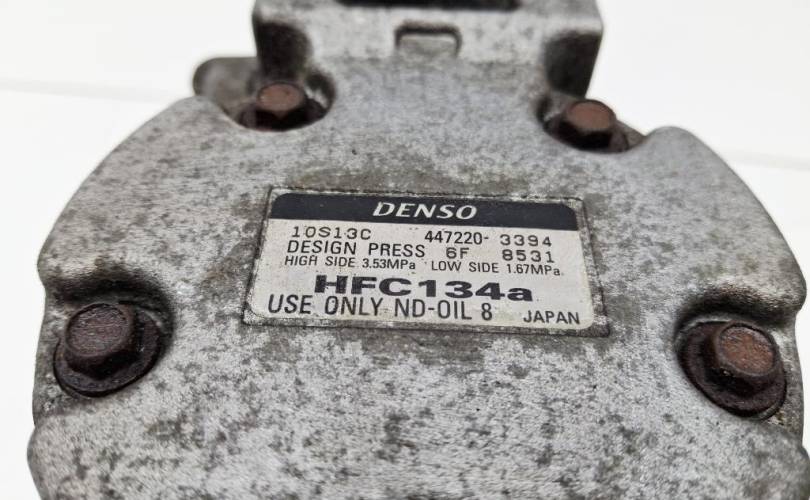 DENSO
10S13C 447220- 3394
DESIGN PRESS 6F 8531
HIGH SIDE 3.53MPa LOW SIDE 1.67MPa
HFC134a
USE ONLY ND-OIL 8 JAPAN